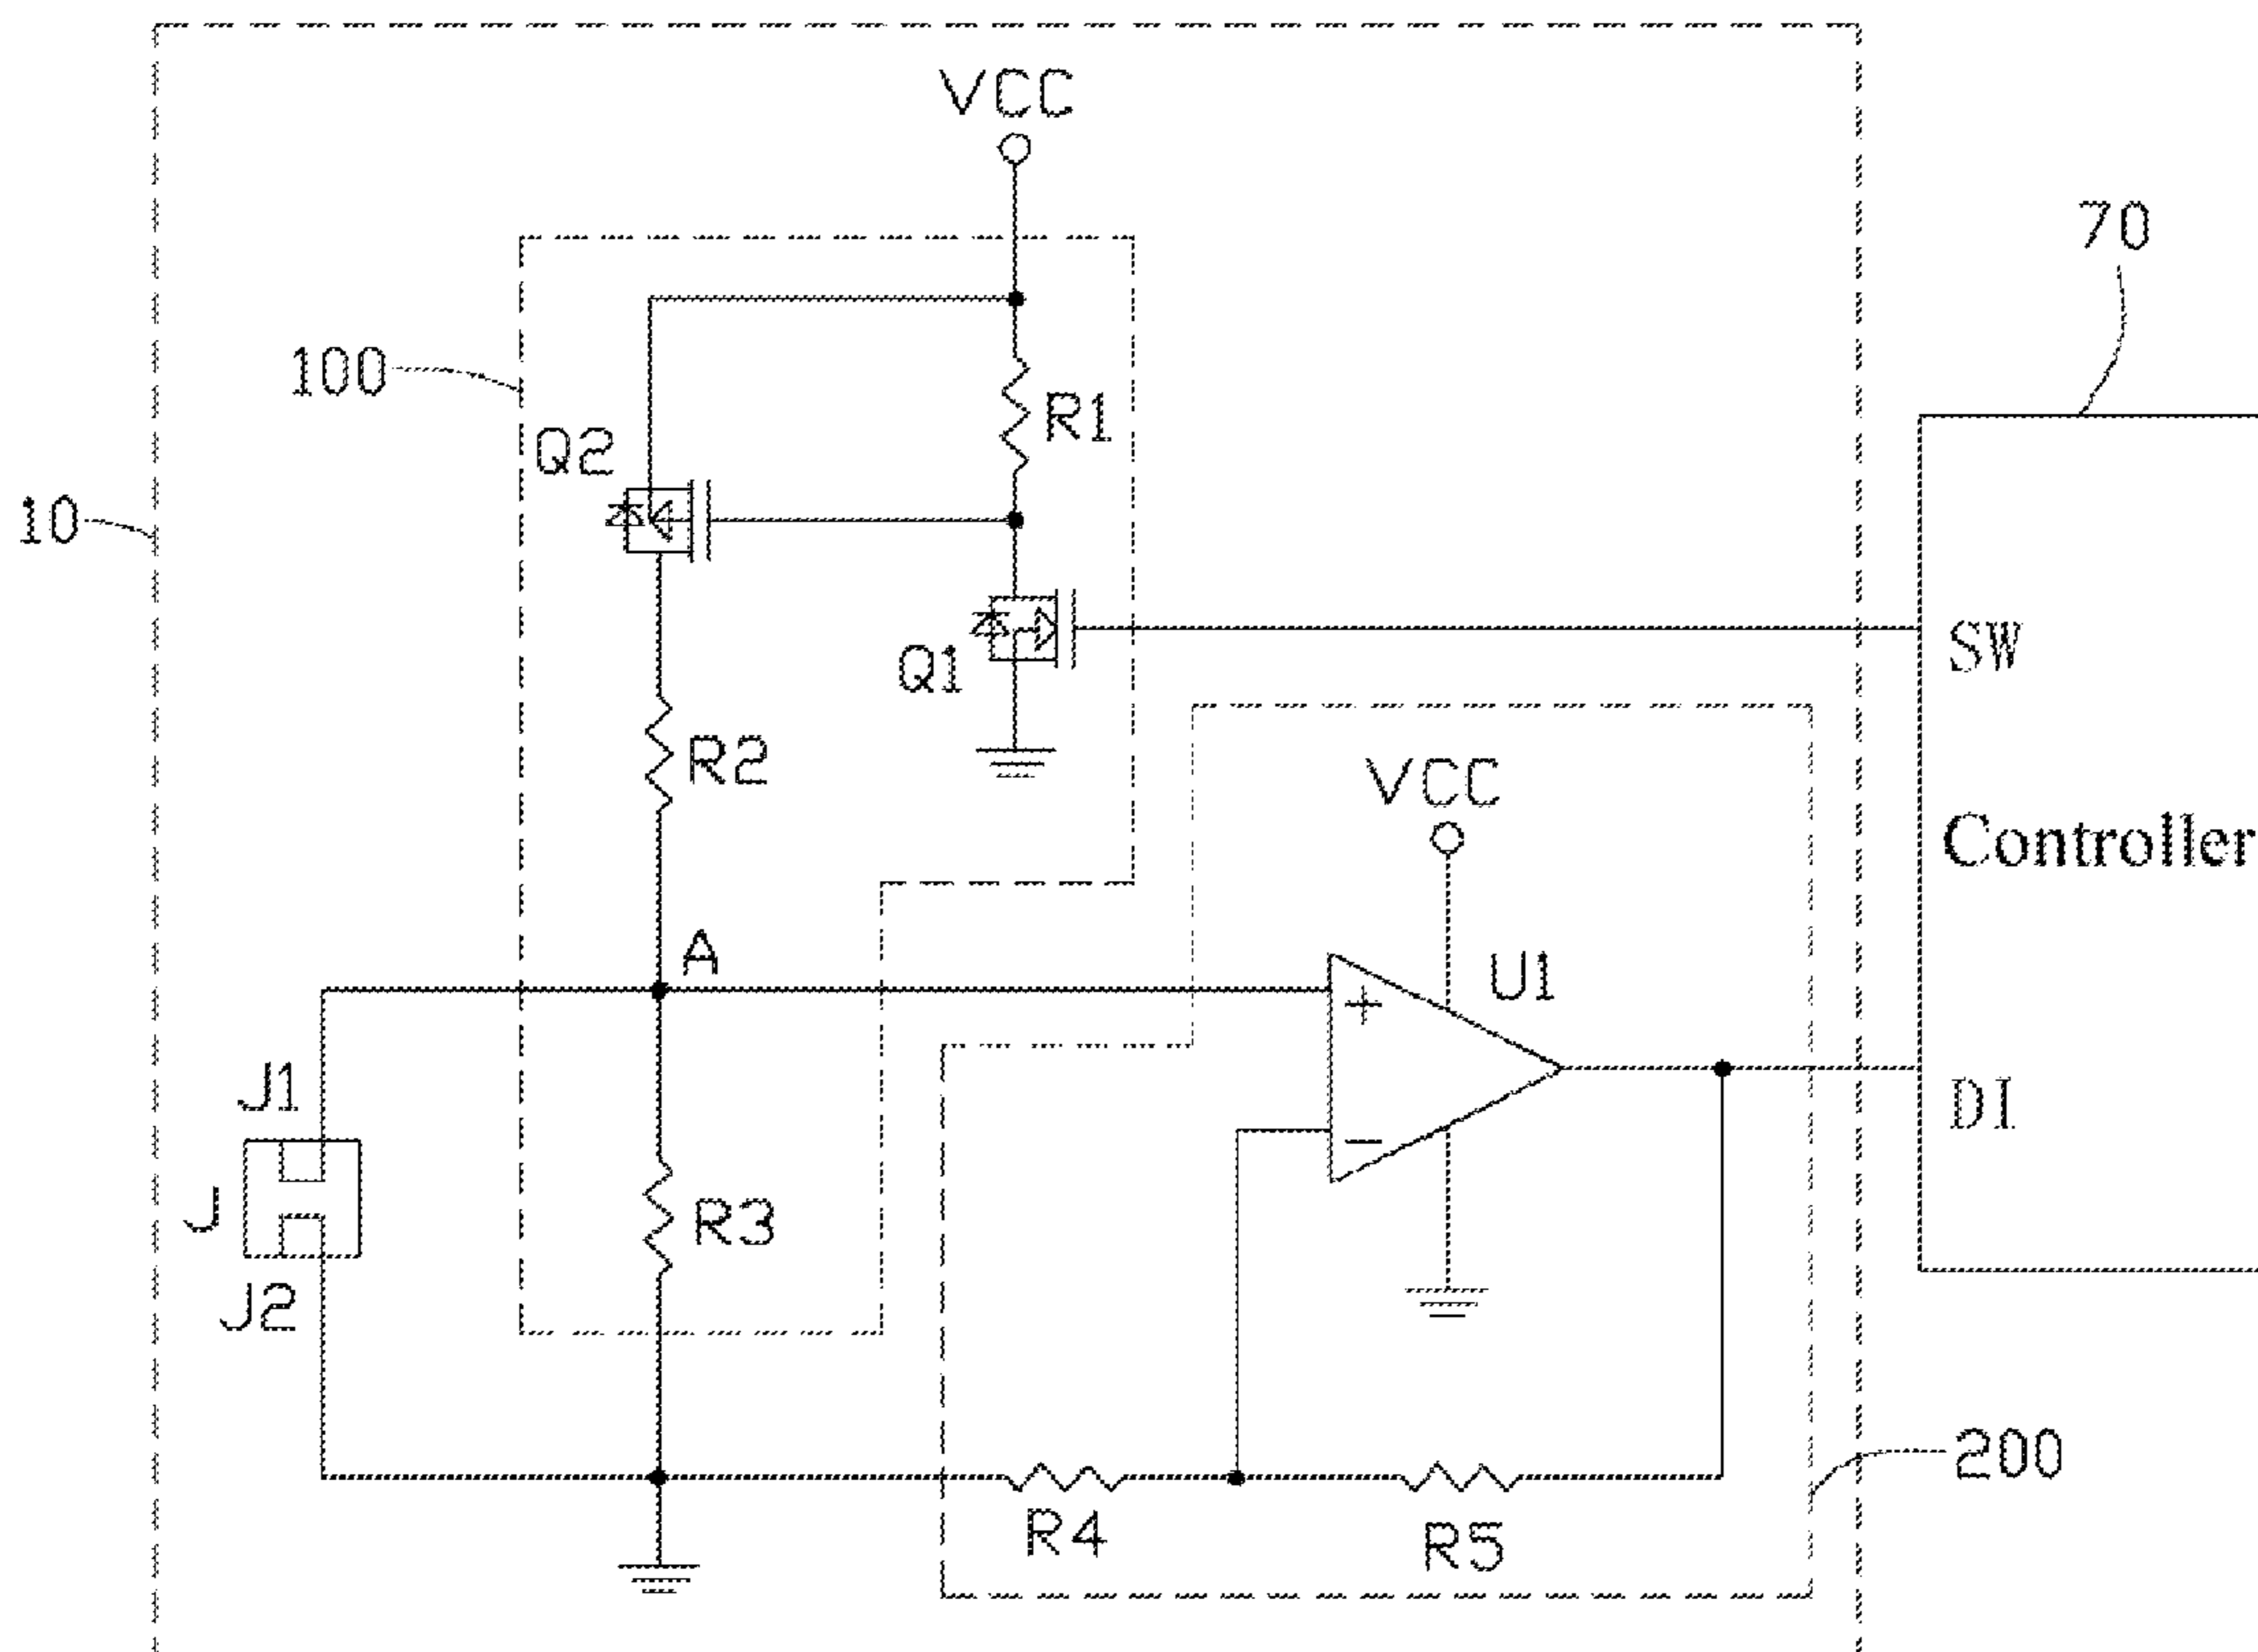 VCC
70
100
R1
Q2
10
SW
Q1
R2
VCC
Controller
A
U1
+
J1
DI
−
J
R3
J2
200
R4
R5